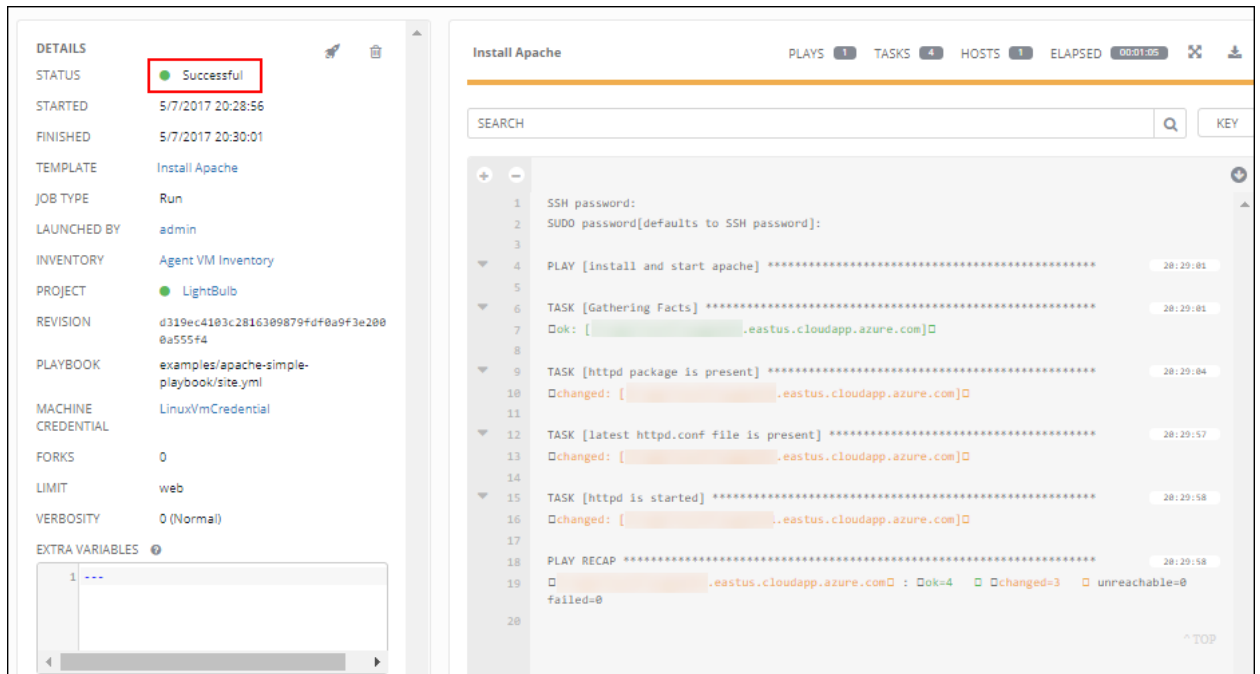 DETAILS
STATUS Successful
STARTED 5/7/2017 20:28:56
FINISHED 5/7/2017 20:30:01
TEMPLATE Install Apache
JOB TYPE Run
LAUNCHED BY admin
INVENTORY Agent VM Inventory
PROJECT LightBulb
REVISION d319ec4103c2816309879fdf0a9f3e200
0a555f4
PLAYBOOK examples/apache-simple-
playbook/site.yml
MACHINE LinuxVmCredential
CREDENTIAL
FORKS 0
LIMIT web
VERBOSITY 0 (Normal)
EXTRA VARIABLES ?
1 ---
Install Apache PLAYS 1 TASKS 4 HOSTS 1 ELAPSED 00:01:05
SEARCH KEY
1 SSH password:
2 SUDO password[defaults to SSH password]:
3
4 PLAY [install and start apache] ************************************************ 20:29:01
5
6 TASK [Gathering Facts] ********************************************************* 20:29:01
7 □ok: [ .eastus.cloudapp.azure.com]□
8
9 TASK [httpd package is present] ************************************************ 20:29:04
10 □changed: [ .eastus.cloudapp.azure.com]□
11
12 TASK [latest httpd.conf file is present] *************************************** 20:29:57
13 □changed: [ .eastus.cloudapp.azure.com]□
14
15 TASK [httpd is started] ******************************************************** 20:29:58
16 □changed: [ .eastus.cloudapp.azure.com]□
17
18 PLAY RECAP ********************************************************************* 20:29:58
19 □ .eastus.cloudapp.azure.com□ : □ok=4 □ □changed=3 □ unreachable=0
failed=0
20
^ TOP